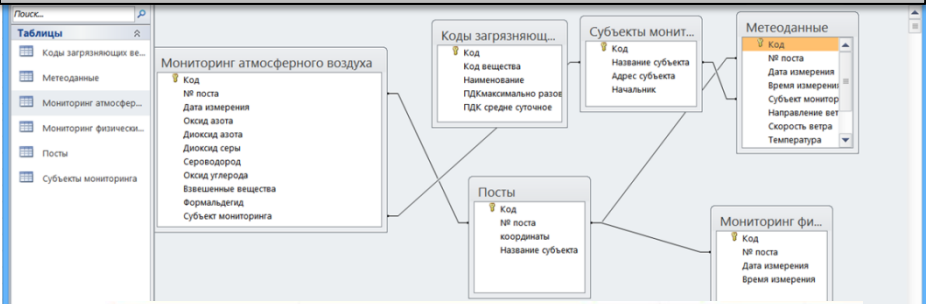 Поиск...
Таблицы
Коды загрязняющих ве...
Метеоданные
Мониторинг атмосфер...
Мониторинг физически...
Посты
Субъекты мониторинга
Мониторинг атмосферного воздуха
Код
№ поста
Дата измерения
Оксид азота
Диоксид азота
Диоксид серы
Сероводород
Оксид углерода
Взвешенные вещества
Формальдегид
Субъект мониторинга
Коды загрязняющ...
Код
Код вещества
Наименование
ПДКмаксимально разов
ПДК средне суточное
Субъекты монит...
Код
Название субъекта
Адрес субъекта
Начальник
Метеоданные
Код
№ поста
Дата измерения
Время измерения
Субъект монитор
Направление вет
Скорость ветра
Температура
Посты
Код
№ поста
координаты
Название субъекта
Мониторинг фи...
Код
№ поста
Дата измерения
Время измерения